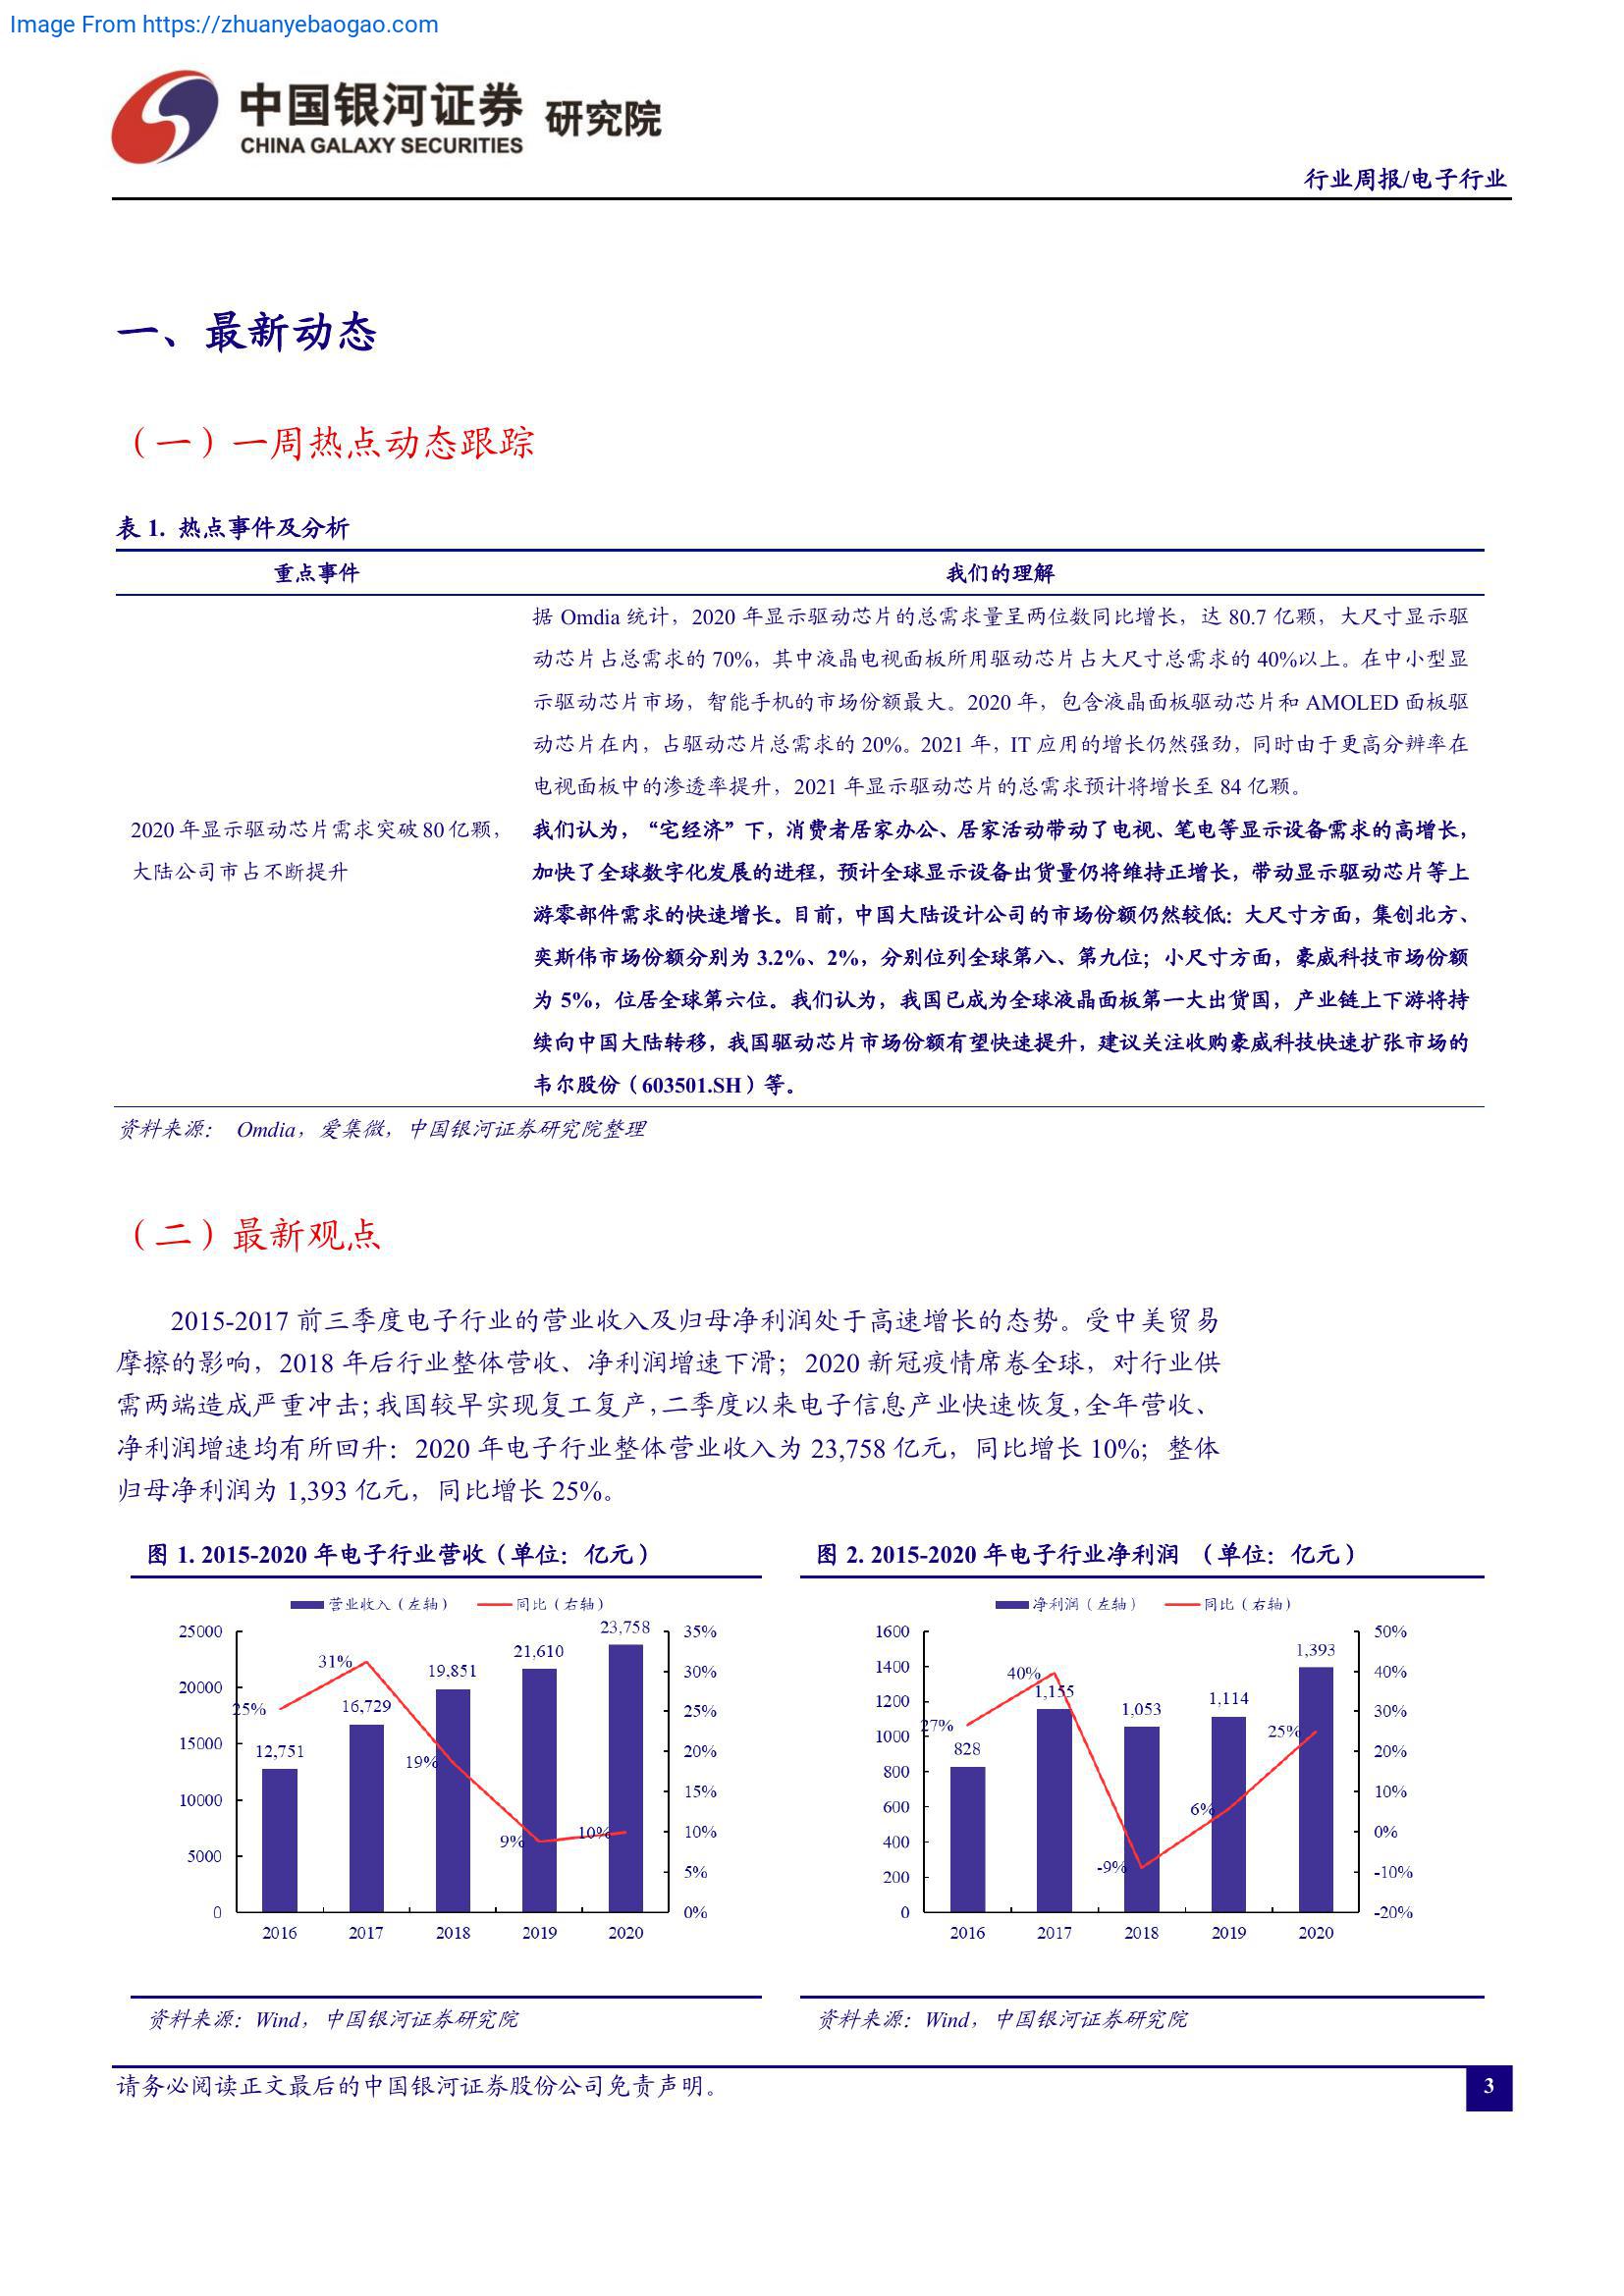 Image From https://zhuanyebaogao.com
中国银河证券 研究院
CHINA GALAXY SECURITIES
行业周报/电子行业
一、最新动态
（一）一周热点动态跟踪
表 1. 热点事件及分析
重点事件 我们的理解
据 Omdia 统计，2020 年显示驱动芯片的总需求量呈两位数同比增长，达 80.7 亿颗，大尺寸显示驱
动芯片占总需求的 70%，其中液晶电视面板所用驱动芯片占大尺寸总需求的 40%以上。在中小型显
示驱动芯片市场，智能手机的市场份额最大。2020 年，包含液晶面板驱动芯片和 AMOLED 面板驱
动芯片在内，占驱动芯片总需求的 20%。2021 年，IT 应用的增长仍然强劲，同时由于更高分辨率在
电视面板中的渗透率提升，2021 年显示驱动芯片的总需求预计将增长至 84 亿颗。
2020 年显示驱动芯片需求突破 80 亿颗，
大陆公司市占不断提升
我们认为，“宅经济”下，消费者居家办公、居家活动带动了电视、笔电等显示设备需求的高增长，
加快了全球数字化发展的进程，预计全球显示设备出货量仍将维持正增长，带动显示驱动芯片等上
游零部件需求的快速增长。目前，中国大陆设计公司的市场份额仍然较低：大尺寸方面，集创北方、
奕斯伟市场份额分别为 3.2%、2%，分别位列全球第八、第九位；小尺寸方面，豪威科技市场份额
为 5%，位居全球第六位。我们认为，我国已成为全球液晶面板第一大出货国，产业链上下游将持
续向中国大陆转移，我国驱动芯片市场份额有望快速提升，建议关注收购豪威科技快速扩张市场的
韦尔股份（603501.SH）等。
资料来源： Omdia，爱集微，中国银河证券研究院整理
（二）最新观点
2015-2017 前三季度电子行业的营业收入及归母净利润处于高速增长的态势。受中美贸易
摩擦的影响，2018 年后行业整体营收、净利润增速下滑；2020 新冠疫情席卷全球，对行业供
需两端造成严重冲击；我国较早实现复工复产，二季度以来电子信息产业快速恢复，全年营收、
净利润增速均有所回升：2020 年电子行业整体营业收入为 23,758 亿元，同比增长 10%；整体
归母净利润为 1,393 亿元，同比增长 25%。
图 1. 2015-2020 年电子行业营收（单位：亿元）
营业收入（左轴） 同比（右轴）
25000
20000
15000
10000
5000
0
35%
30%
25%
20%
15%
10%
5%
0%
12,751
16,729
19,851
21,610
23,758
25%
31%
19%
9%
10%
2016 2017 2018 2019 2020
资料来源：Wind，中国银河证券研究院
图 2. 2015-2020 年电子行业净利润 （单位：亿元）
净利润（左轴） 同比（右轴）
1600
1400
1200
1000
800
600
400
200
0
50%
40%
30%
20%
10%
0%
-10%
-20%
828
1,155
1,053
1,114
1,393
27%
40%
-9%
6%
25%
2016 2017 2018 2019 2020
资料来源：Wind，中国银河证券研究院
请务必阅读正文最后的中国银河证券股份公司免责声明。
3